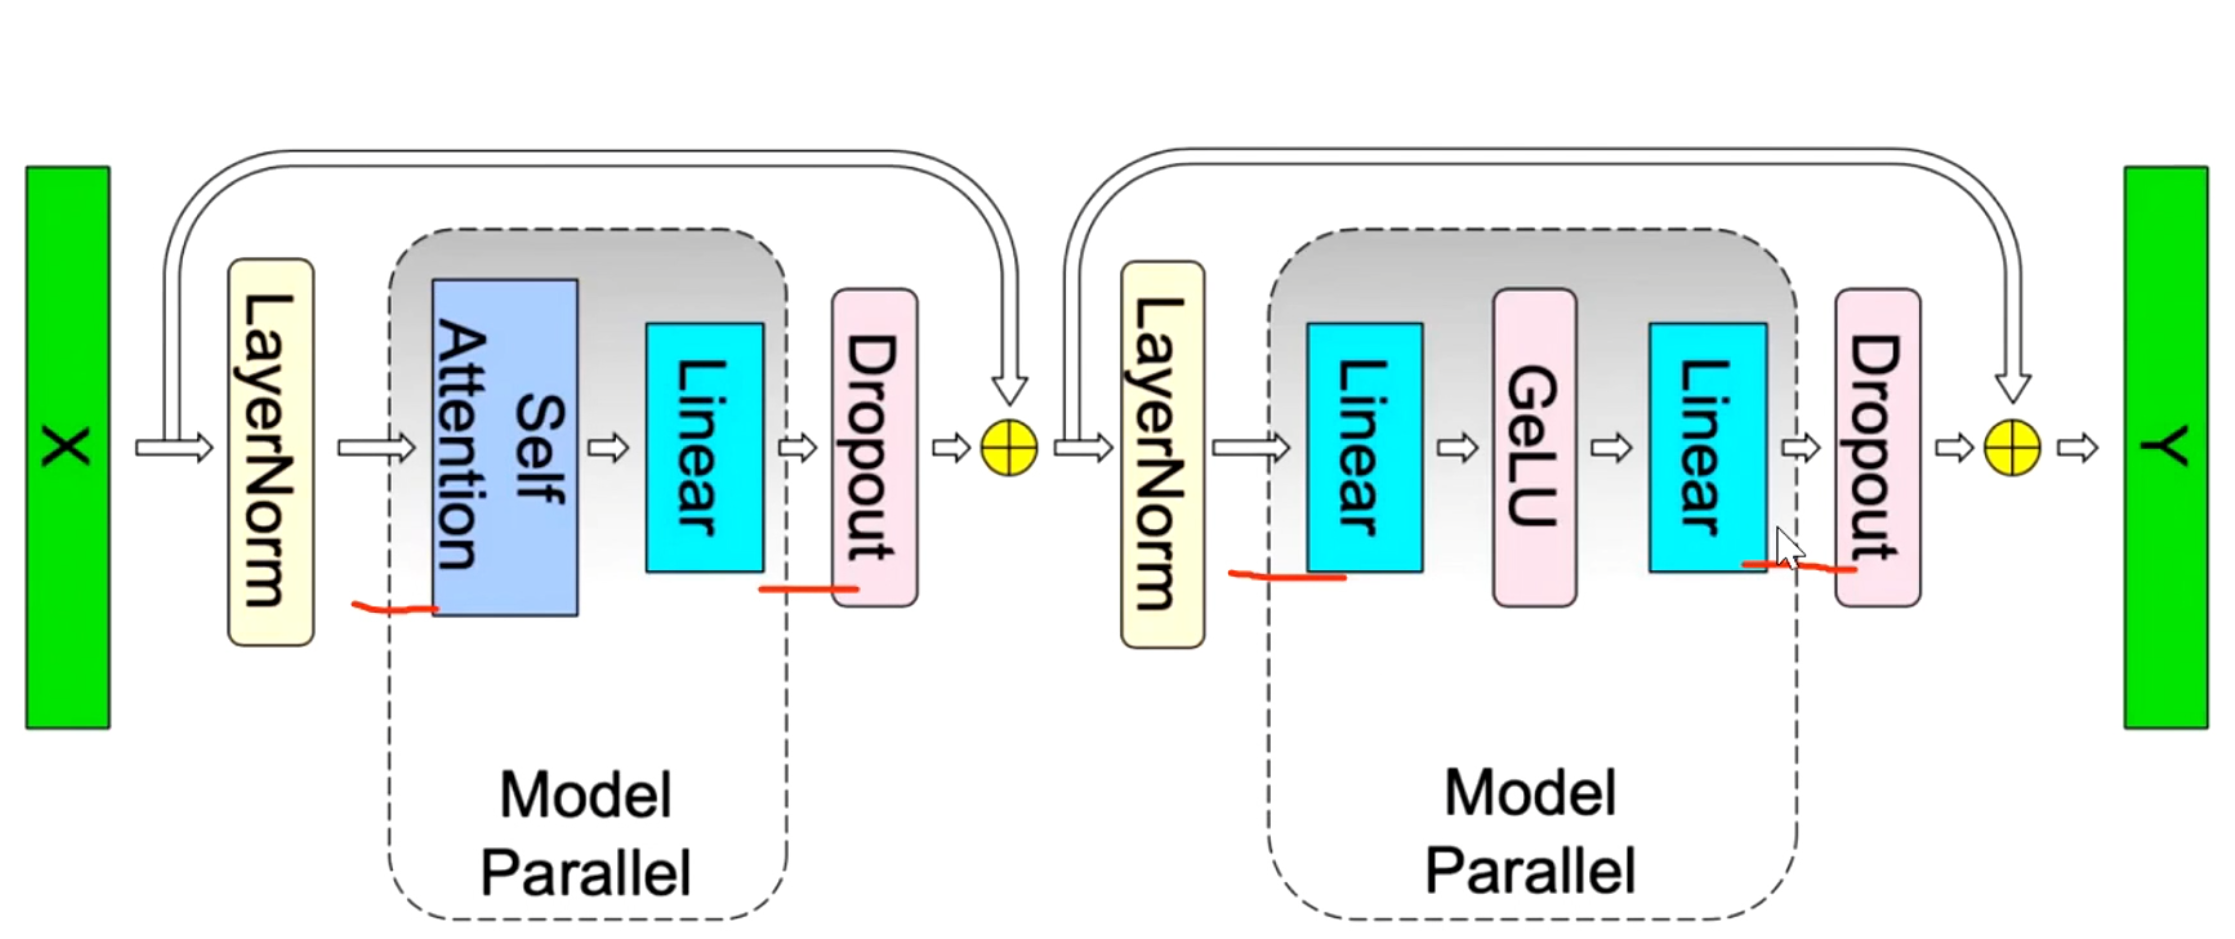 X
LayerNorm
Self
Attention
Linear
Dropout
LayerNorm
Linear
GeLU
Linear
Dropout
Y
Model
Parallel
Model
Parallel